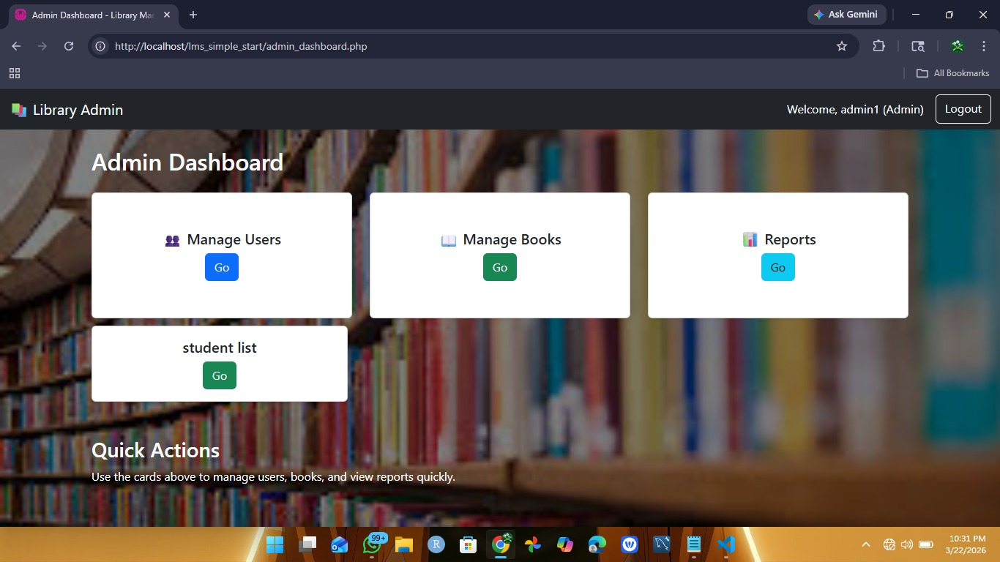 Admin Dashboard - Library Mar
Ask Gemini
http://localhost/lms_simple_start/admin_dashboard.php
All Bookmarks
Library Admin
Welcome, admin1 (Admin)
Logout
Admin Dashboard
Manage Users
Go
Manage Books
Go
Reports
Go
student list
Go
Quick Actions
Use the cards above to manage users, books, and view reports quickly.
99+
R
10:31 PM
3/22/2026